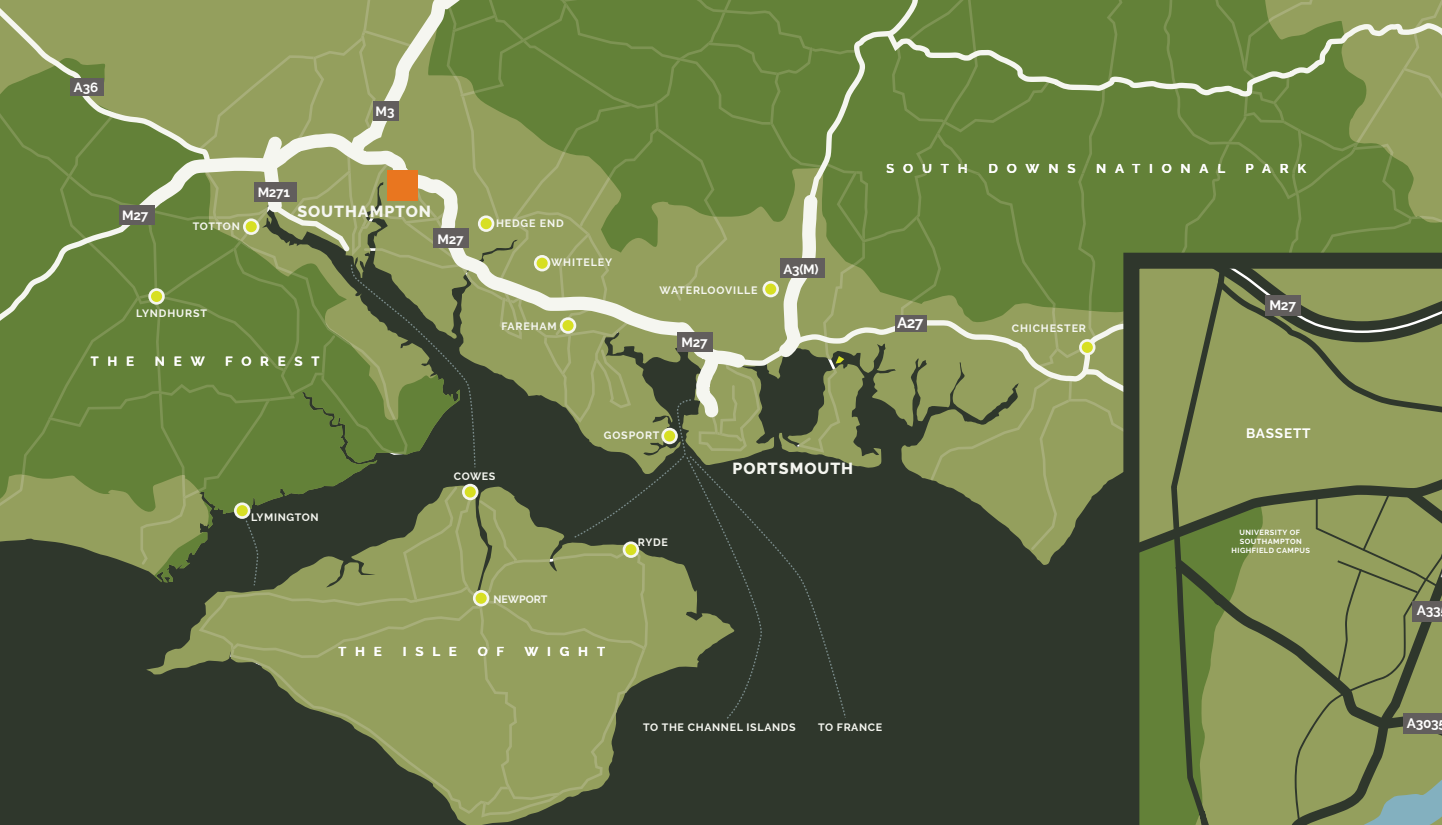 A36
M3
SOUTH DOWNS NATIONAL PARK
M271
SOUTHAMPTON
M27
TOTTON
HEDGE END
M27
WHITELEY
A3(M)
WATERLOOVILLE
LYNDHURST
M27
FAREHAM
A27
CHICHESTER
M27
THE NEW FOREST
BASSETT
GOSPORT
PORTSMOUTH
COWES
LYMINGTON
RYDE
UNIVERSITY OF
SOUTHAMPTON
HIGHFIELD CAMPUS
NEWPORT
THE ISLE OF WIGHT
A3035
TO THE CHANNEL ISLANDS
TO FRANCE